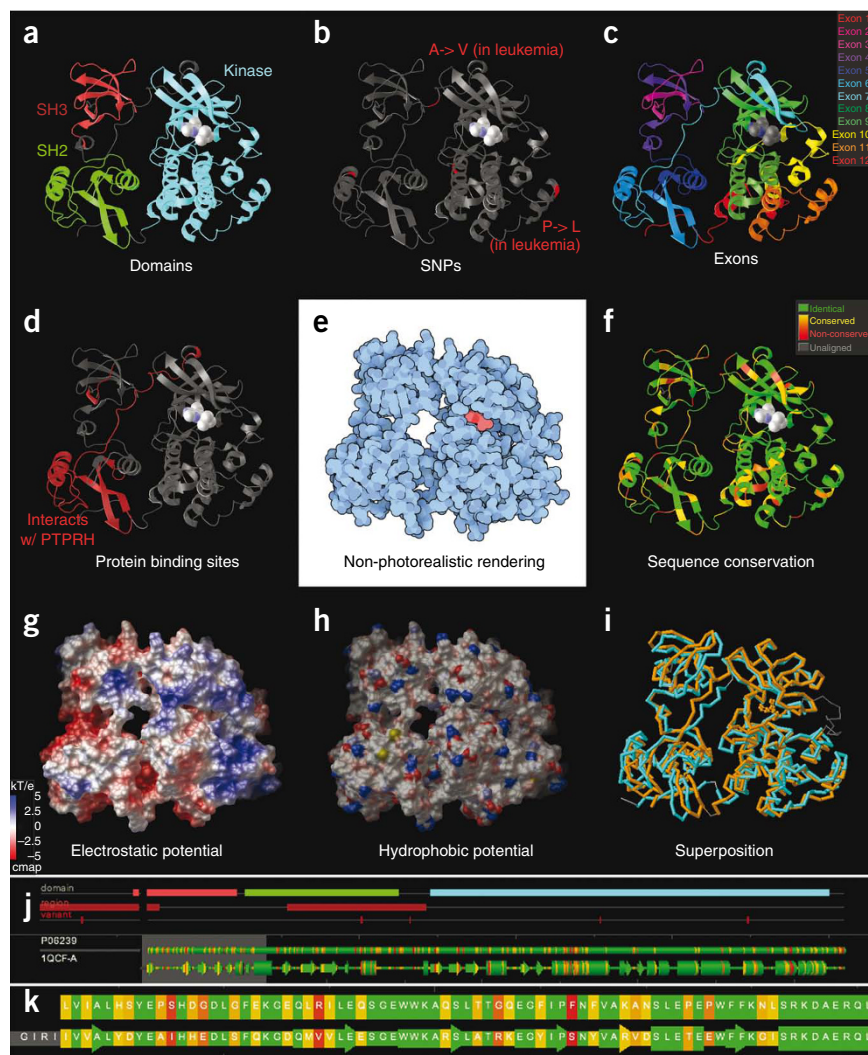 a
b
c
A-> V (in leukemia)
Kinase
SH3
SH2
P-> L
(in leukemia)
Exon 1
Exon 2
Exon 3
Exon 4
Exon 5
Exon 6
Exon 7
Exon 8
Exon 9
Exon 10
Exon 11
Exon 12
Domains
SNPs
Exons
d
e
f
Identical
Conserved
Non-conserve
Unaligned
Interacts
w/ PTPRH
Protein binding sites
Non-photorealistic rendering
Sequence conservation
g
h
i
kT/e
5
2.5
0
−2.5
−5
cmap
Electrostatic potential
Hydrophobic potential
Superposition
j
domain
region
variant
P06239
1QCF-A
k
LVIALHSYEPSHDGDLGFEKGEQLRILEQSGEWWKAQSLTTGQEGFIPFNFVAKANSLEPEPWFFKNLSRKDAERQL
GIRIIVVALYDYEAIHHEDLSFQKGDQMVVLEESGEWWKARSLATRKEGYIPSNYVARVDSLETEEWFFKGISRKDAERQL